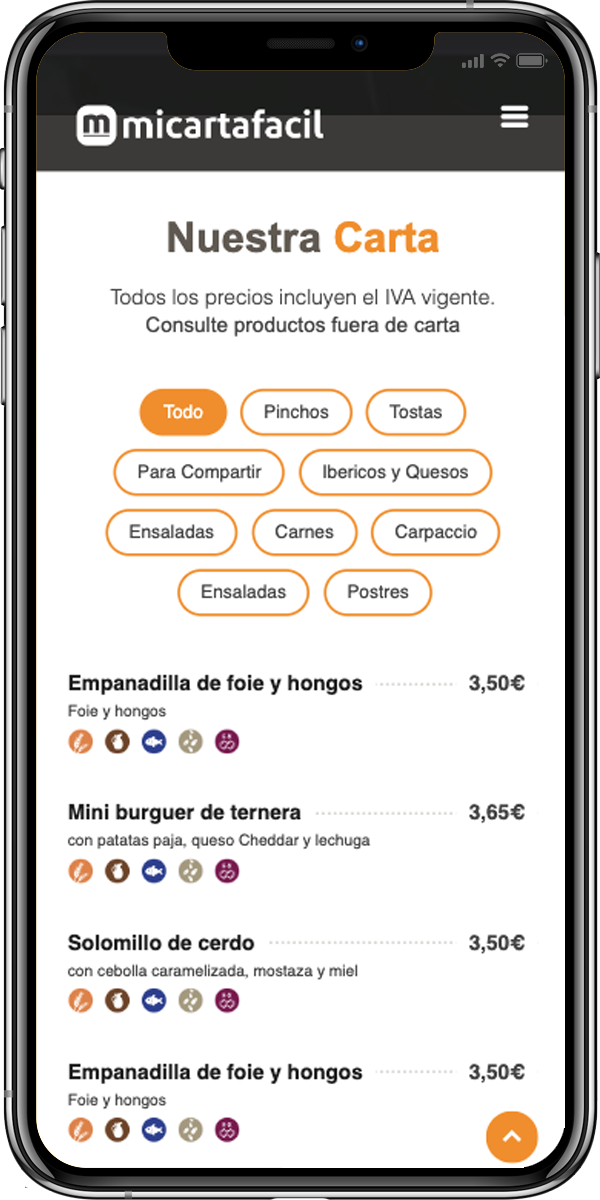 m micartafacil
Nuestra Carta
Todos los precios incluyen el IVA vigente.
Consulte productos fuera de carta
Todo Pinchos Tostas
Para Compartir Ibericos y Quesos
Ensaladas Carnes Carpaccio
Ensaladas Postres
Empanadilla de foie y hongos 3,50€
Foie y hongos
Mini burguer de ternera 3,65€
con patatas paja, queso Cheddar y lechuga
Solomillo de cerdo 3,50€
con cebolla caramelizada, mostaza y miel
Empanadilla de foie y hongos 3,50€
Foie y hongos